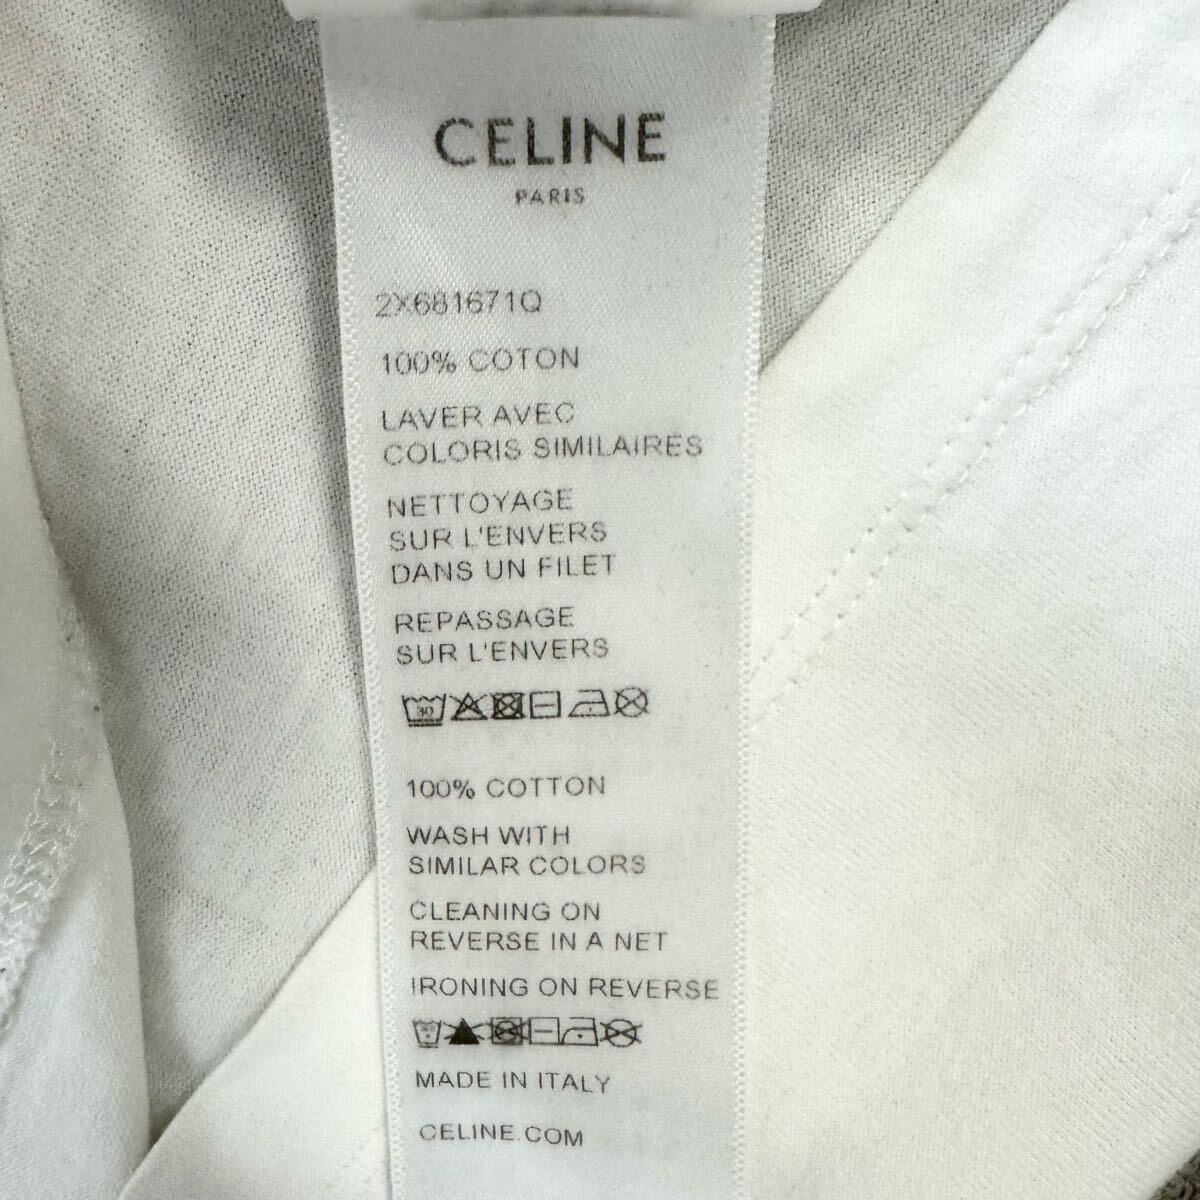 CELINE
PARIS
2X681671Q
100% COTON
LAVER AVEC
COLORIS SIMILAIRES
NETTOYAGE
SUR L'ENVERS
DANS UN FILET
REPASSAGE
SUR L'ENVERS
30
100% COTTON
WASH WITH
SIMILAR COLORS
CLEANING ON
REVERSE IN A NET
IRONING ON REVERSE
MADE IN ITALY
CELINE.COM